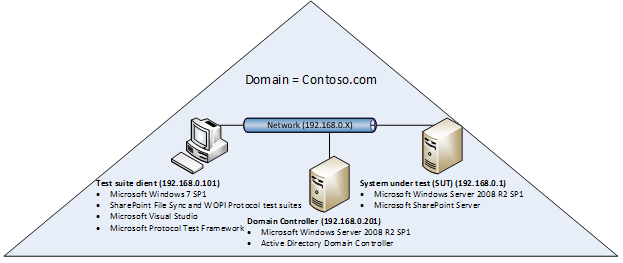 Domain = Contoso.com
Network (192.168.0.X)
Test suite client (192.168.0.101)
• Microsoft Windows 7 SP1
• SharePoint File Sync and WOPI Protocol test suites
• Microsoft Visual Studio
• Microsoft Protocol Test Framework
Domain Controller (192.168.0.201)
• Microsoft Windows Server 2008 R2 SP1
• Active Directory Domain Controller
System under test (SUT) (192.168.0.1)
• Microsoft Windows Server 2008 R2 SP1
• Microsoft SharePoint Server